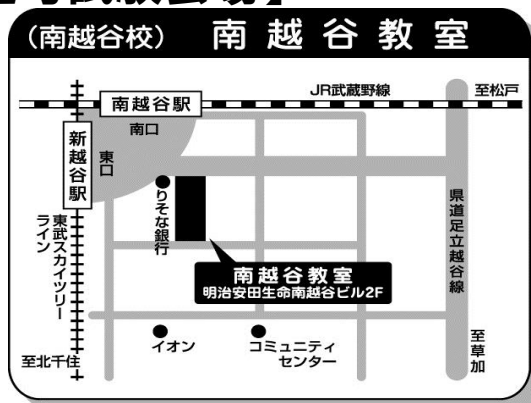 （南越谷校） 南越谷教室
JR武蔵野線
至松戸
南越谷駅
南口
新越谷駅
東口
りそな銀行
東武スカイツリー
ライン
県道足立越谷線
南越谷教室
明治安田生命南越谷ビル2F
イオン
コミュニティ
センター
至北千住
至草加